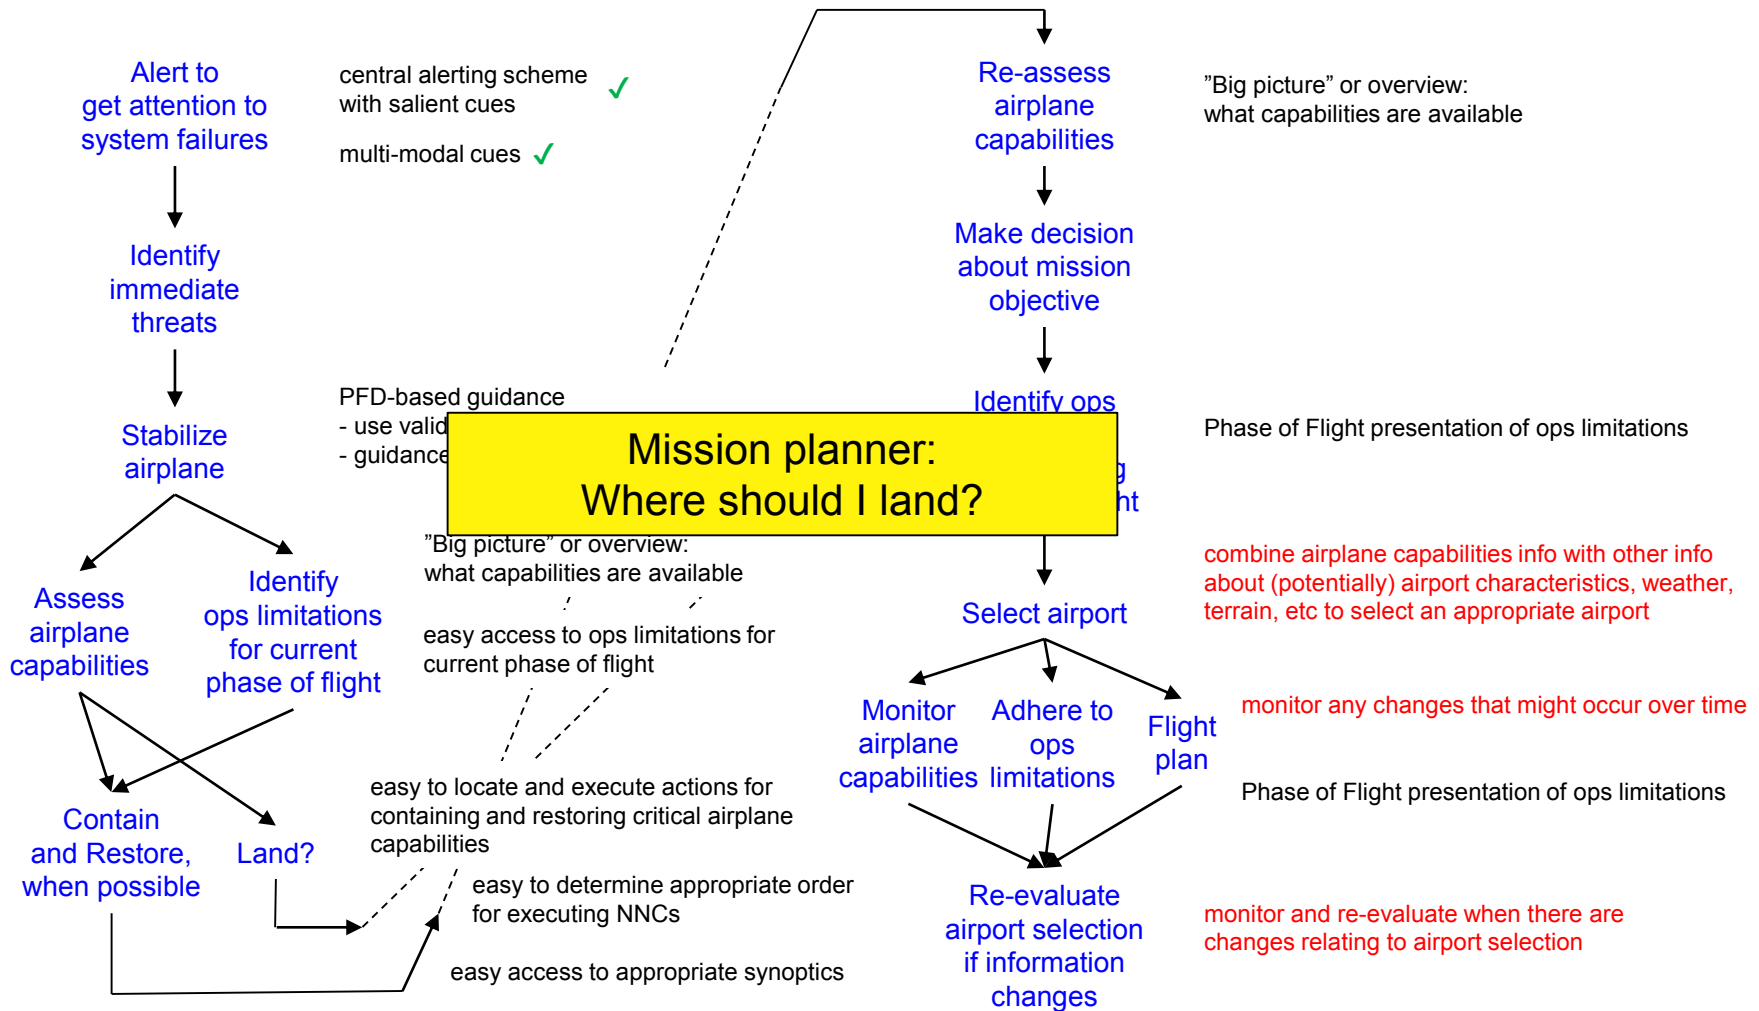 Alert to
get attention to
system failures
central alerting scheme
with salient cues
multi-modal cues
Identify
immediate
threats
Stabilize
airplane
PFD-based guidance
- use valid
- guidance
Assess
airplane
capabilities
Identify
ops limitations
for current
phase of flight
”Big picture” or overview:
what capabilities are available
easy access to ops limitations for
current phase of flight
Contain
and Restore,
when possible
Land?
easy to locate and execute actions for
containing and restoring critical airplane
capabilities
easy to determine appropriate order
for executing NNCs
easy access to appropriate synoptics
Mission planner:
Where should I land?
Re-assess
airplane
capabilities
”Big picture” or overview:
what capabilities are available
Make decision
about mission
objective
Identify ops
Phase of Flight presentation of ops limitations
Select airport
combine airplane capabilities info with other info
about (potentially) airport characteristics, weather,
terrain, etc to select an appropriate airport
Monitor
airplane
capabilities
Adhere to
ops
limitations
Flight
plan
monitor any changes that might occur over time
Phase of Flight presentation of ops limitations
Re-evaluate
airport selection
if information
changes
monitor and re-evaluate when there are
changes relating to airport selection